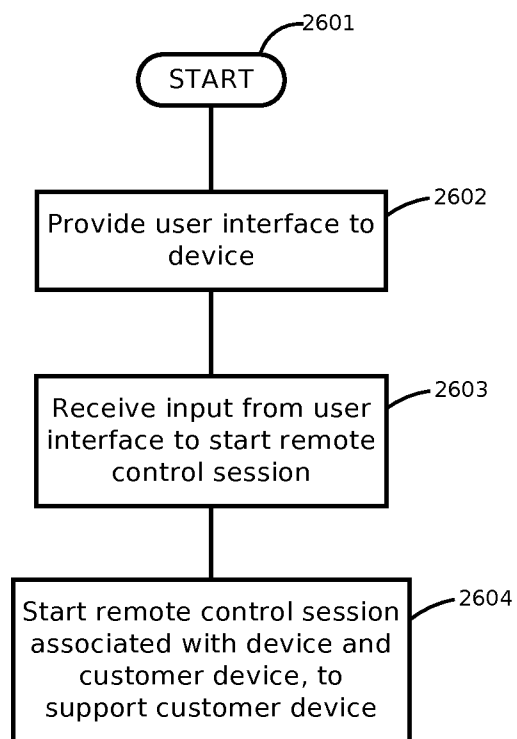 2601
START
2602
Provide user interface to
device
2603
Receive input from user
interface to start remote
control session
2604
Start remote control session
associated with device and
customer device, to
support customer device